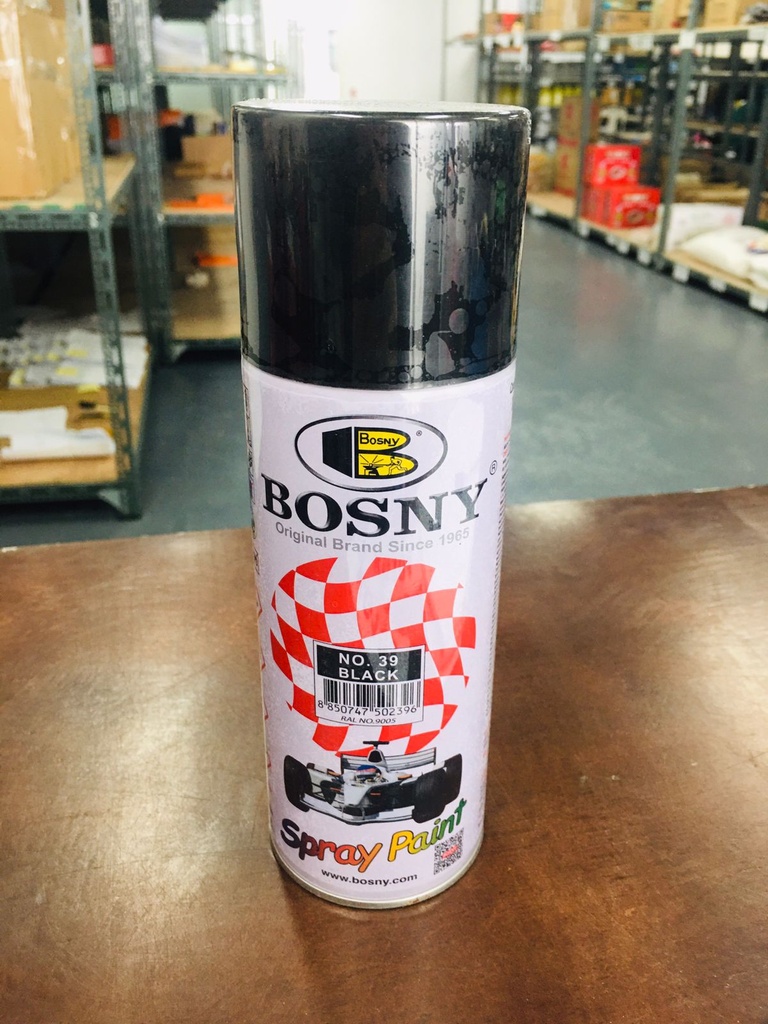 BOSNY
®
BOSNY®
Original Brand Since 1965
NO. 39
BLACK
8 850747 502396
RAL NO.9005
Spray Paint
www.bosny.com